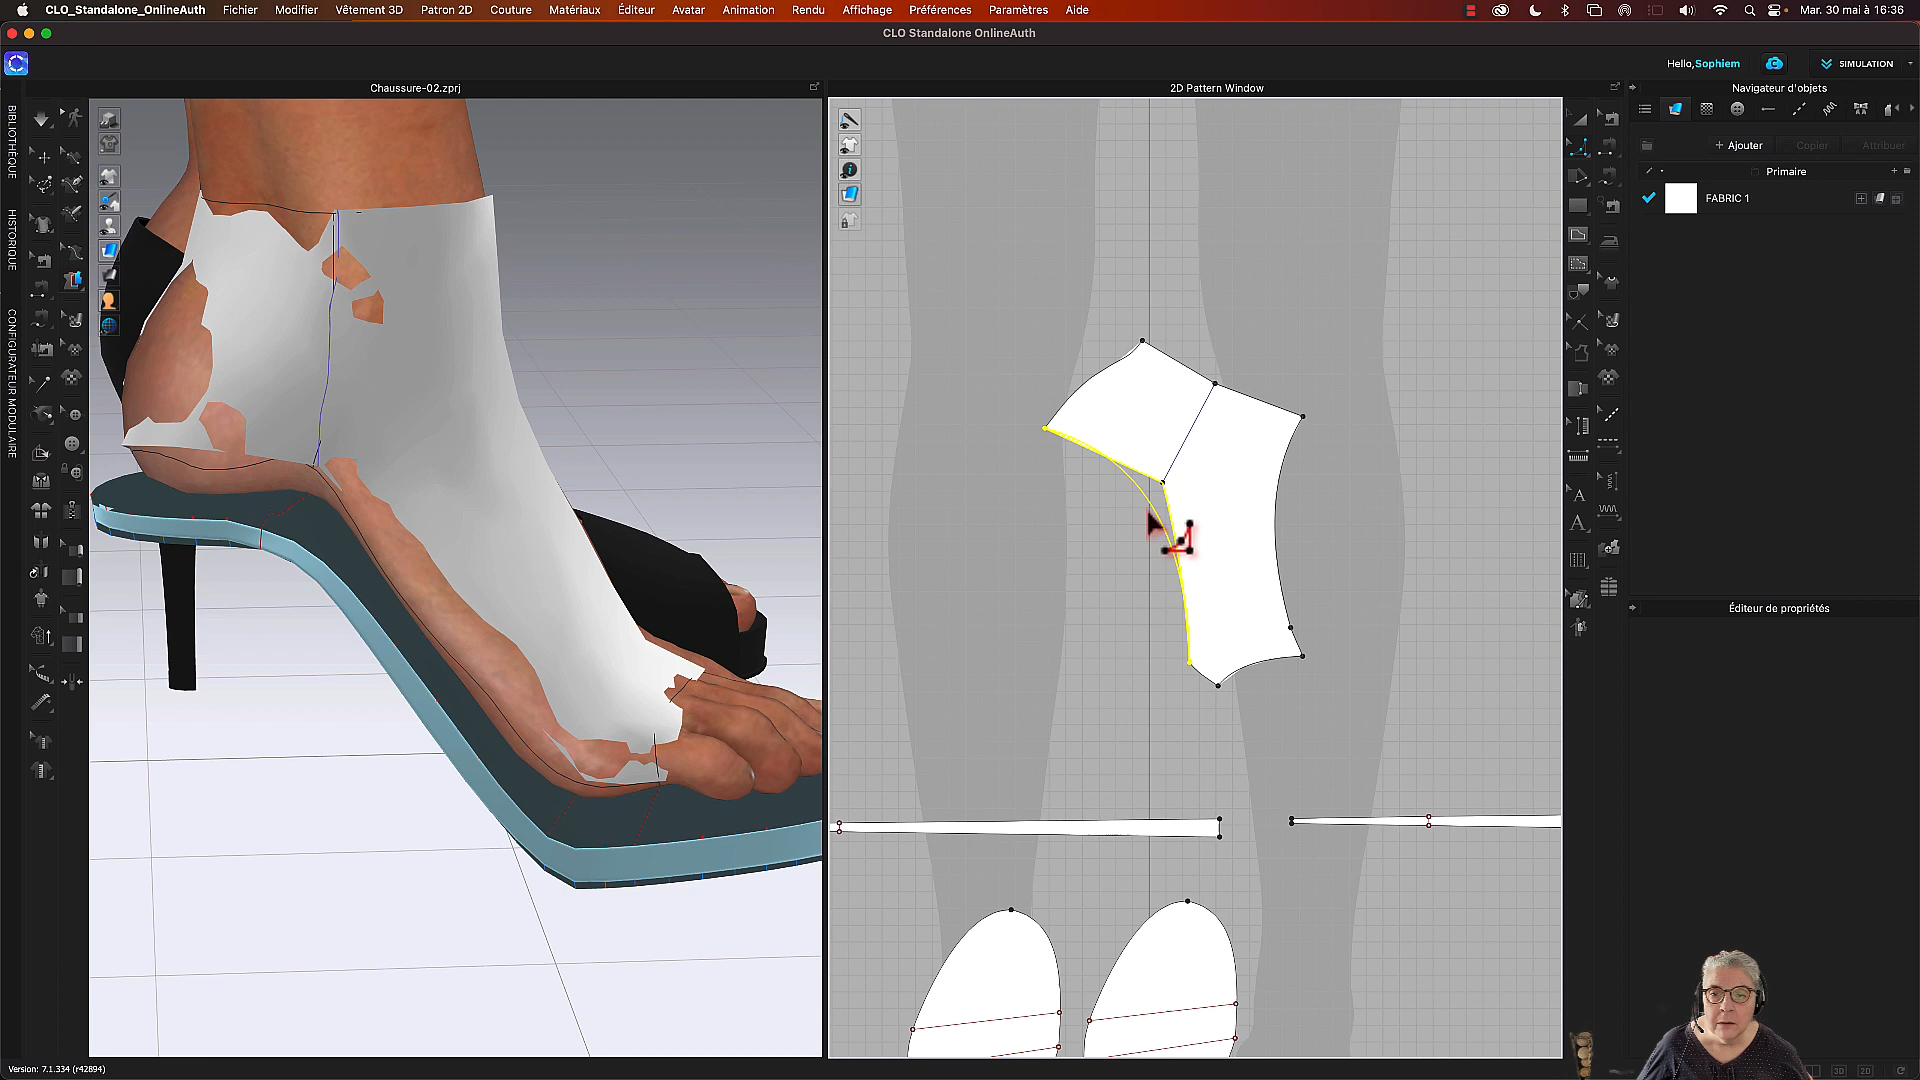 CLO_Standalone_OnlineAuth Fichier Modifier Vêtement 3D Patron 2D Couture Matériaux Éditeur Avatar Animation Rendu Affichage Préférences Paramètres Aide Mar. 30 mai à 16:36
CLO Standalone OnlineAuth
Hello,Sophiem SIMULATION
Chaussure-02.zprj 2D Pattern Window Navigateur d'objets
BIBLIOTHÈQUE
HISTORIQUE
CONFIGURATEUR MODULAIRE
+ Ajouter Copier Attribuer
Primaire
FABRIC 1
Éditeur de propriétés
Version: 7.1.334 (r42894) 3D 2D